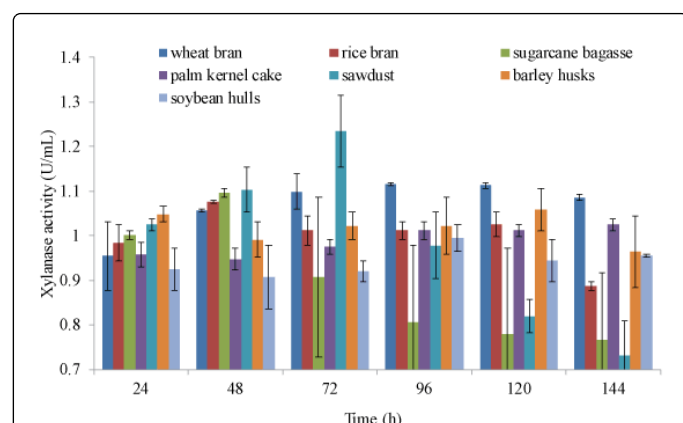 1.4
wheat bran rice bran sugarcane bagasse
palm kernel cake sawdust barley husks
soybean hulls
1.3
1.2
1.1
1
0.9
0.8
0.7
Xylanase activity (U/mL)
24 48 72 96 120 144
Time (h)